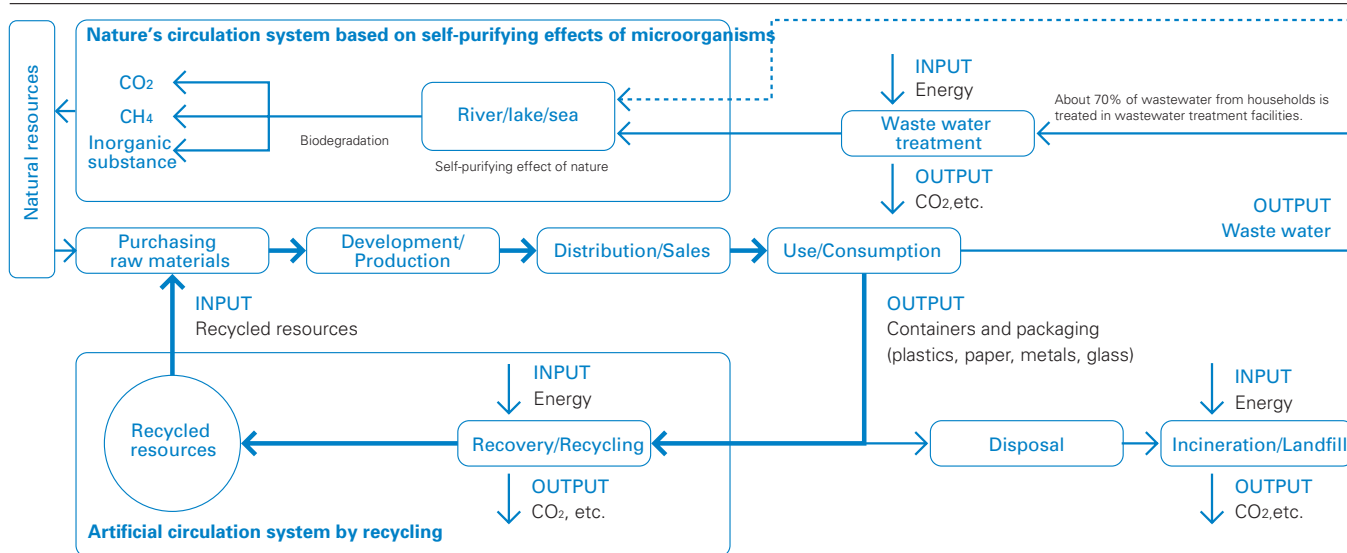 Nature's circulation system based on self-purifying effects of microorganisms
Natural resources
CO₂
CH₄
Inorganic
substance
Biodegradation
River/lake/sea
Self-purifying effect of nature
INPUT
Energy
Waste water
treatment
OUTPUT
CO₂,etc.
About 70% of wastewater from households is
treated in wastewater treatment facilities.
OUTPUT
Waste water
Purchasing
raw materials
Development/
Production
Distribution/Sales
Use/Consumption
INPUT
Recycled resources
OUTPUT
Containers and packaging
(plastics, paper, metals, glass)
Recycled
resources
INPUT
Energy
Recovery/Recycling
OUTPUT
CO₂, etc.
Disposal
INPUT
Energy
Incineration/Landfill
OUTPUT
CO₂,etc.
Artificial circulation system by recycling